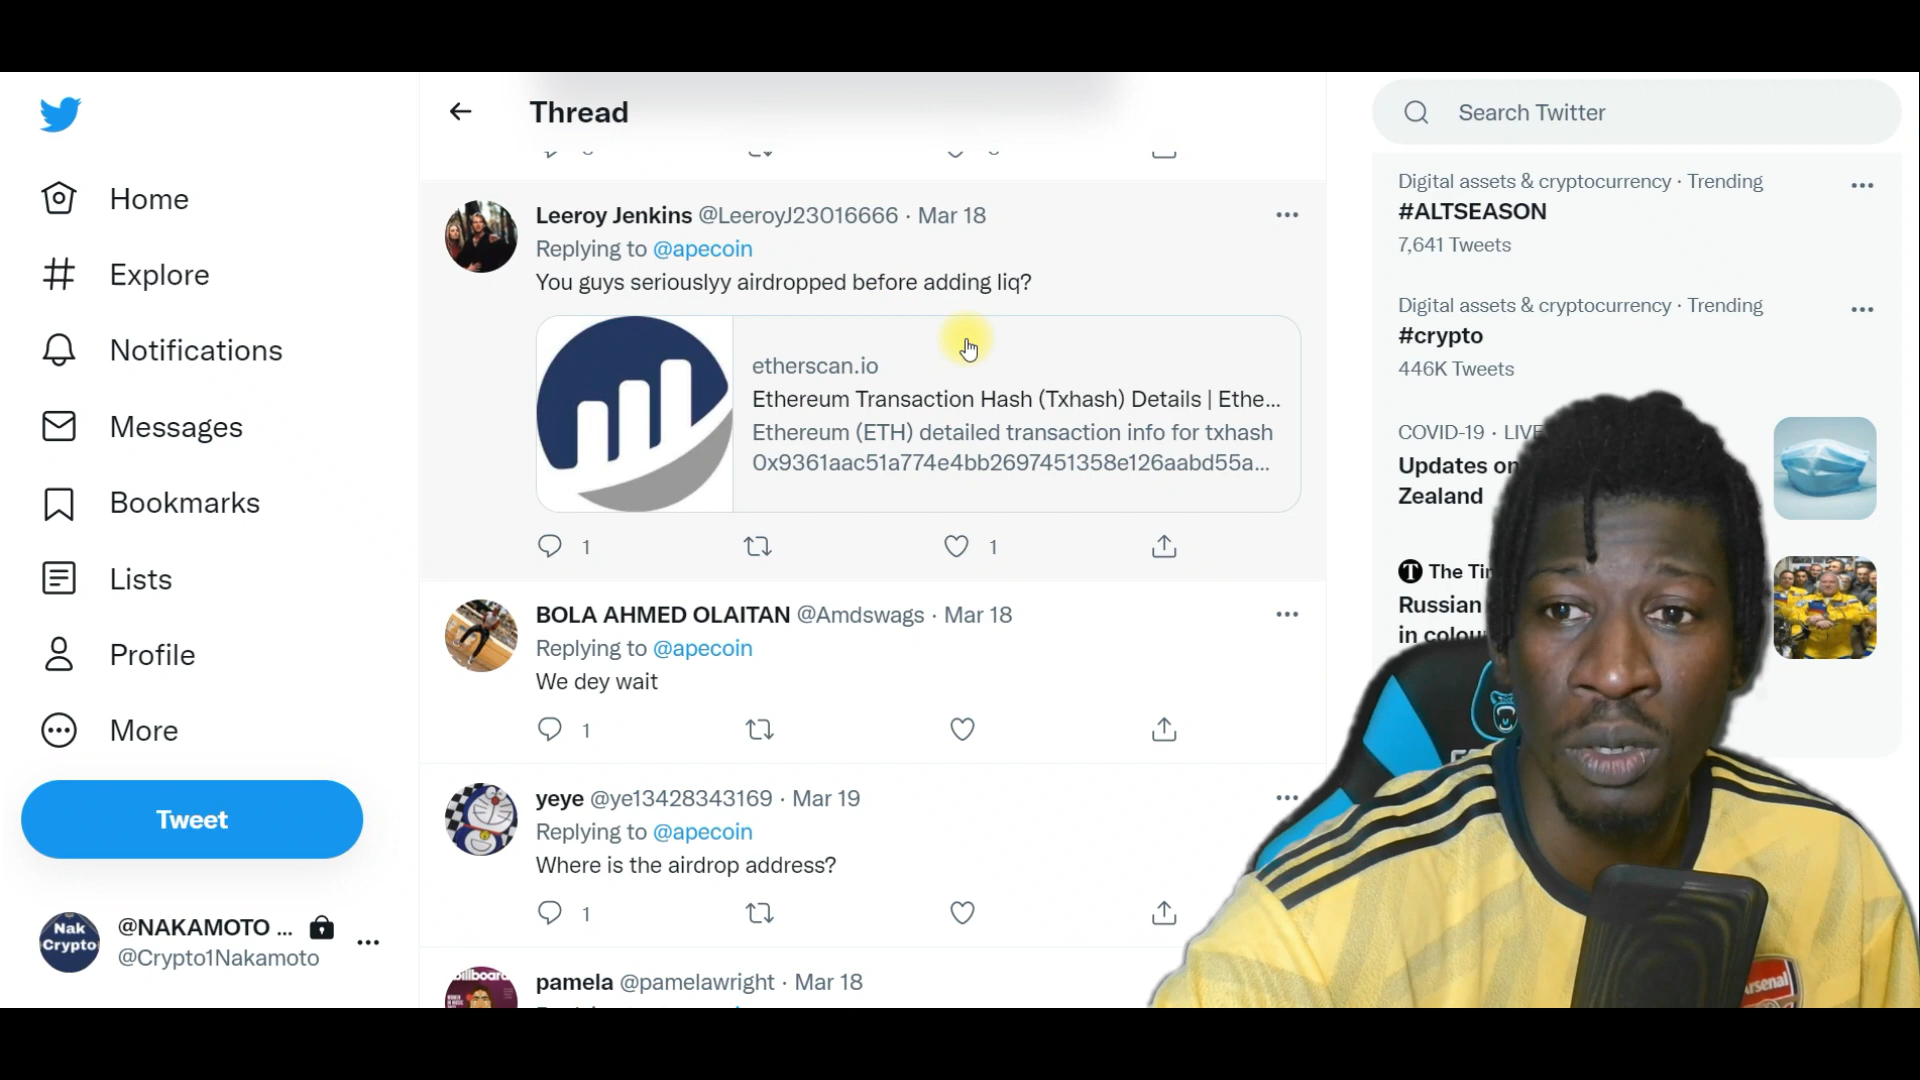 Thread
Search Twitter
Home
Explore
Notifications
Messages
Bookmarks
Lists
Profile
More
Tweet
Nak
Crypto
@NAKAMOTO ...
@Crypto1Nakamoto
Leeroy Jenkins @LeeroyJ23016666 · Mar 18
Replying to @apecoin
You guys seriouslyy airdropped before adding liq?
etherscan.io
Ethereum Transaction Hash (Txhash) Details | Ethe...
Ethereum (ETH) detailed transaction info for txhash
0x9361aac51a774e4bb2697451358e126aabd55a...
1
1
BOLA AHMED OLAITAN @Amdswags · Mar 18
Replying to @apecoin
We dey wait
1
yeye @ye13428343169 · Mar 19
Replying to @apecoin
Where is the airdrop address?
1
pamela @pamelawright · Mar 18
Digital assets & cryptocurrency · Trending
#ALTSEASON
7,641 Tweets
Digital assets & cryptocurrency · Trending
#crypto
446K Tweets
COVID-19 · LIVE
Updates on
Zealand
The
Russian
in